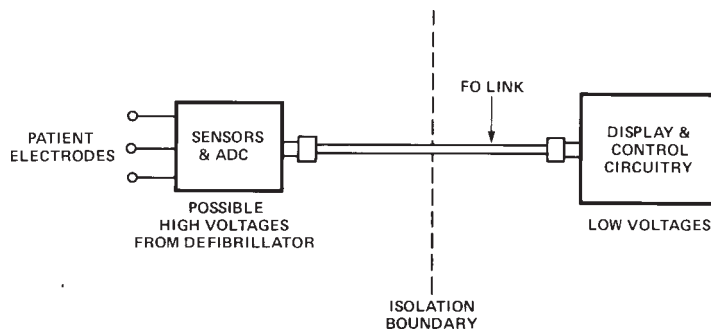 FO LINK
PATIENT
ELECTRODES
SENSORS
& ADC
DISPLAY &
CONTROL
CIRCUITRY
POSSIBLE
HIGH VOLTAGES
FROM DEFIBRILLATOR
LOW VOLTAGES
ISOLATION
BOUNDARY